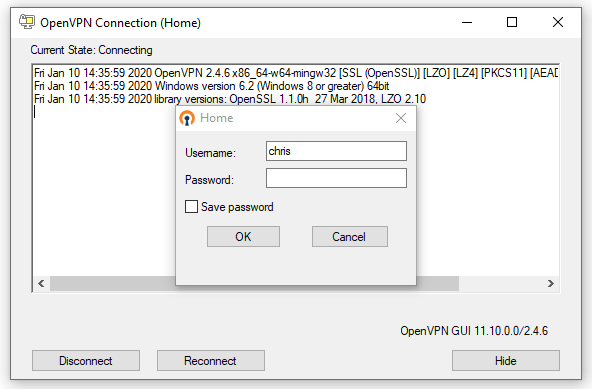 OpenVPN Connection (Home)
Current State: Connecting
Fri Jan 10 14:35:59 2020 OpenVPN 2.4.6 x86_64-w64-mingw32 [SSL (OpenSSL)] [LZO] [LZ4] [PKCS11] [AEAD
Fri Jan 10 14:35:59 2020 Windows version 6.2 (Windows 8 or greater) 64bit
Fri Jan 10 14:35:59 2020 library versions: OpenSSL 1.1.0h  27 Mar 2018, LZO 2.10
Home
Username: chris
Password:
Save password
OK Cancel
OpenVPN GUI 11.10.0.0/2.4.6
Disconnect Reconnect Hide